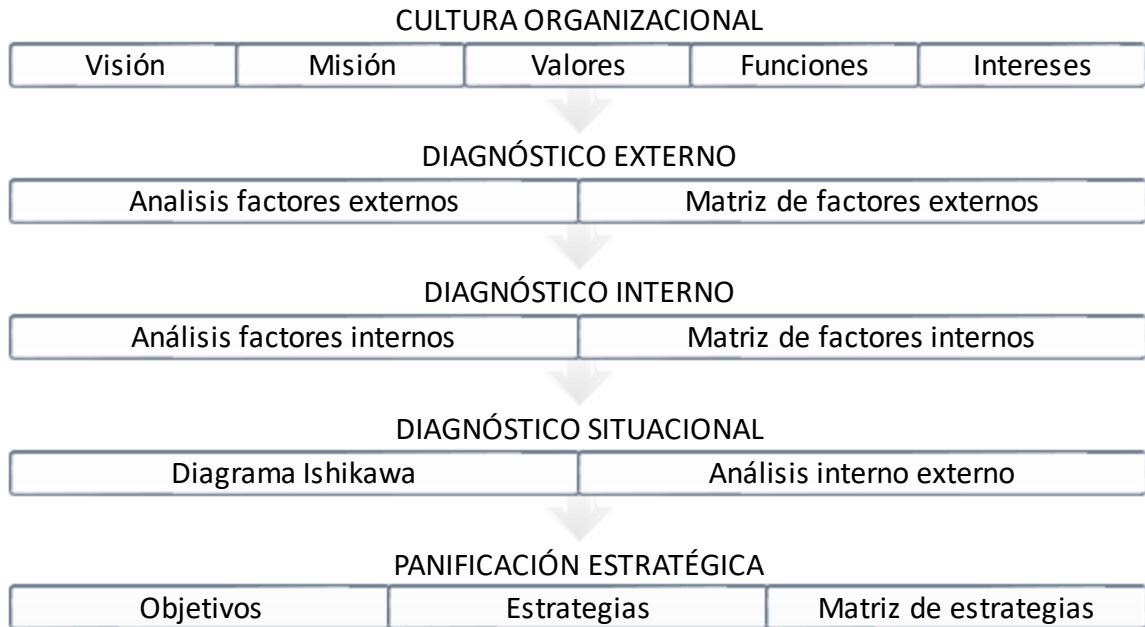 CULTURA ORGANIZACIONAL
Visión Misión Valores Funciones Intereses
DIAGNÓSTICO EXTERNO
Analisis factores externos Matriz de factores externos
DIAGNÓSTICO INTERNO
Análisis factores internos Matriz de factores internos
DIAGNÓSTICO SITUACIONAL
Diagrama Ishikawa Análisis interno externo
PANIFICACIÓN ESTRATÉGICA
Objetivos Estrategias Matriz de estrategias